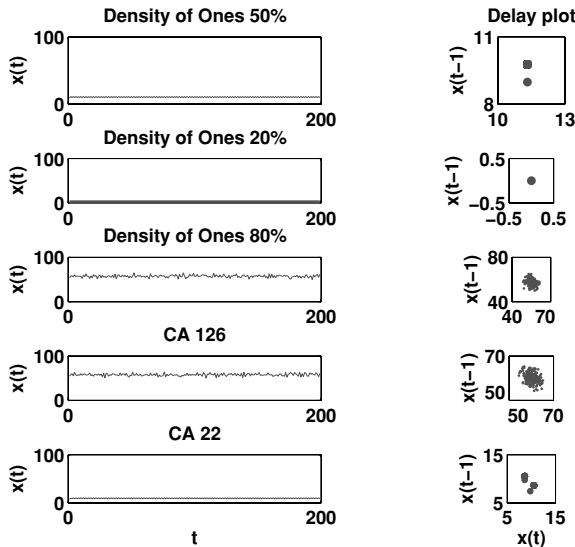 Density of Ones 50%
Delay plot
100
x(t)
0
0
200
11
x(t−1)
8
10
13
Density of Ones 20%
100
x(t)
0
0
200
0.5
x(t−1)
−0.5
−0.5
0.5
Density of Ones 80%
100
x(t)
0
0
200
80
x(t−1)
40
40
70
CA 126
100
x(t)
0
0
200
70
x(t−1)
50
50
70
CA 22
100
x(t)
0
0
200
t
15
x(t−1)
5
5
15
x(t)